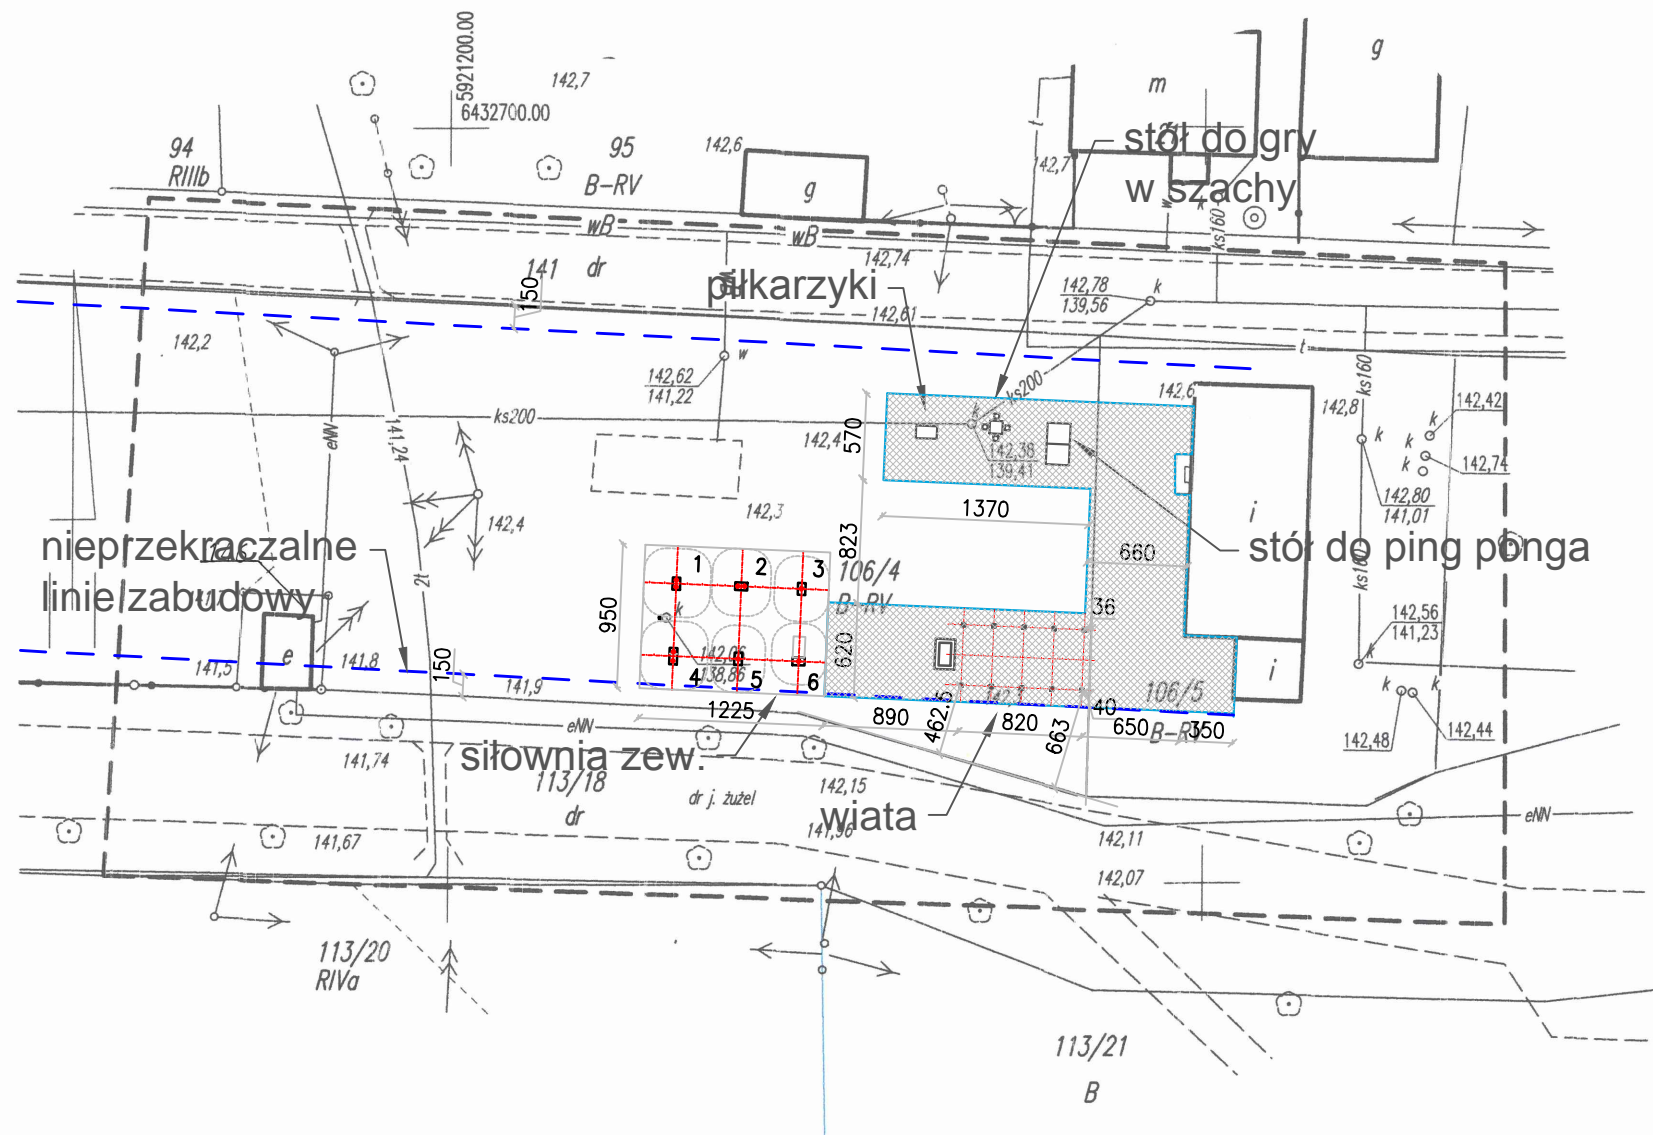 5921200.00
6432700.00
142,7
g
m
94
RIIIb
95
B-RV
142,6
g
142,7
t
stół do gry
w szachy
w
k
ks160
wB
wB
141
dr
142,74
150
piłkarzyki
142,61
142,78
139,56
k
142,2
w
142,62
141,22
t
ks160
ks200
142,6
142,8
142,42
k
k
k
k
142,74
ks200
eNN
141,24
142,4
570
k
142,38
139,41
142,80
141,01
i
142,4
142,3
1370
823
660
nieprzekraczalne
linie zabudowy
stół do ping ponga
ks160
1
2
3
106/4
B-RV
2t
950
k
36
142,56
141,23
k
620
142,06
138,86
e
141,5
141,8
150
141,9
4
5
6
i
106/5
40
k
k
1225
890
462.5
820
663
650
350
B-RV
142,48
142,44
eNN
siłownia zew.
141,74
113/18
dr
dr j. żużel
142,15
wiata
141,96
141,67
142,11
eNN
142,07
113/20
RIVa
113/21
B